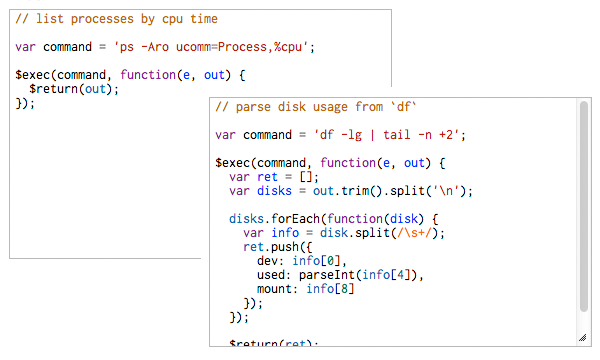 // list processes by cpu time
var command = 'ps -Aro ucomm=Process,%cpu';
$exec(command, function(e, out) {
  $return(out);
});
// parse disk usage from `df`
var command = 'df -lg | tail -n +2';
$exec(command, function(e, out) {
  var ret = [];
  var disks = out.trim().split('\n');
  disks.forEach(function(disk) {
    var info = disk.split(/\s+/);
    ret.push({
      dev: info[0],
      used: parseInt(info[4]),
      mount: info[8]
    });
  });
  $return(ret);